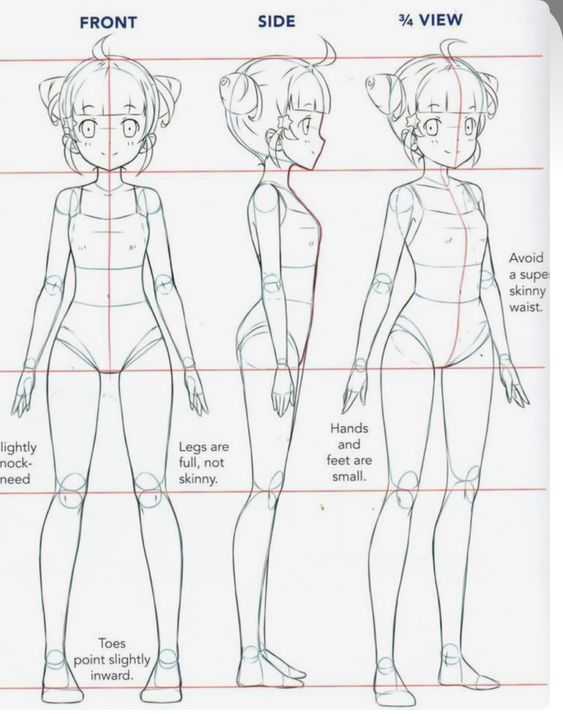 FRONT
SIDE
¾ VIEW
Avoid
a supe
skinny
waist.
lightly
nock-
need
Legs are
full, not
skinny.
Hands
and
feet are
small.
Toes
point slightly
inward.